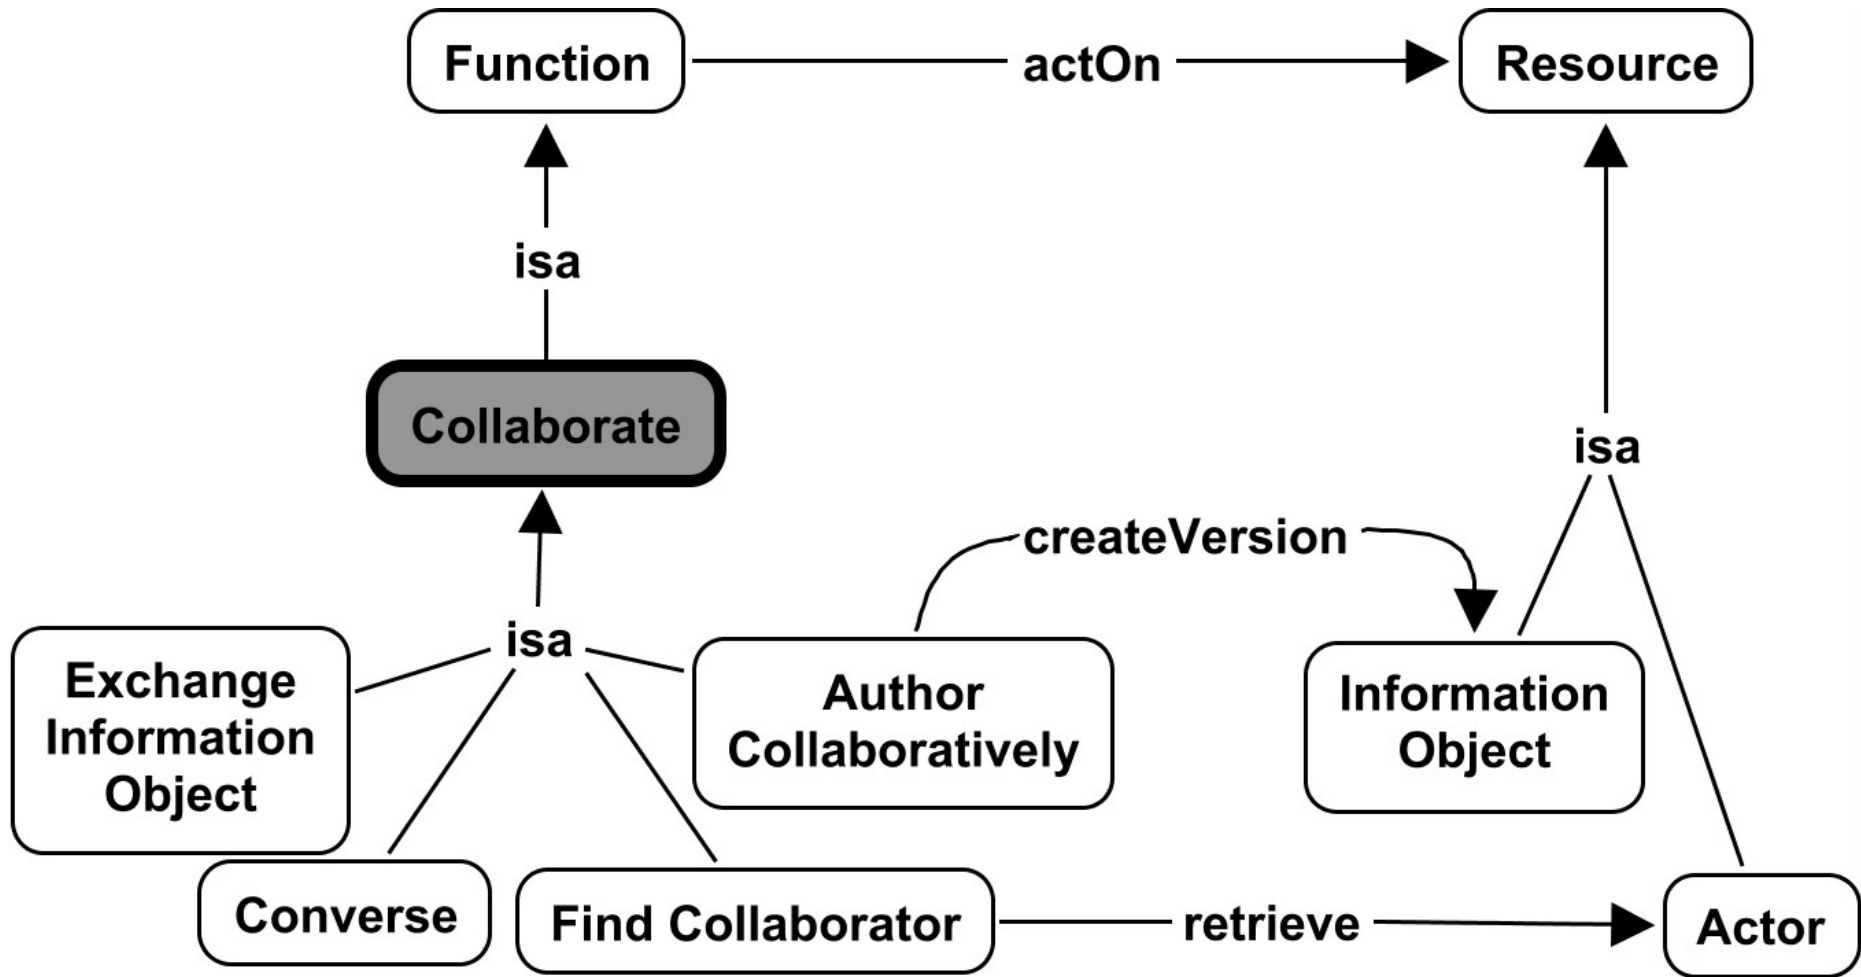 Function
actOn
Resource
isa
Collaborate
isa
createVersion
isa
Exchange
Information
Object
Author
Collaboratively
Information
Object
Converse
Find Collaborator
retrieve
Actor